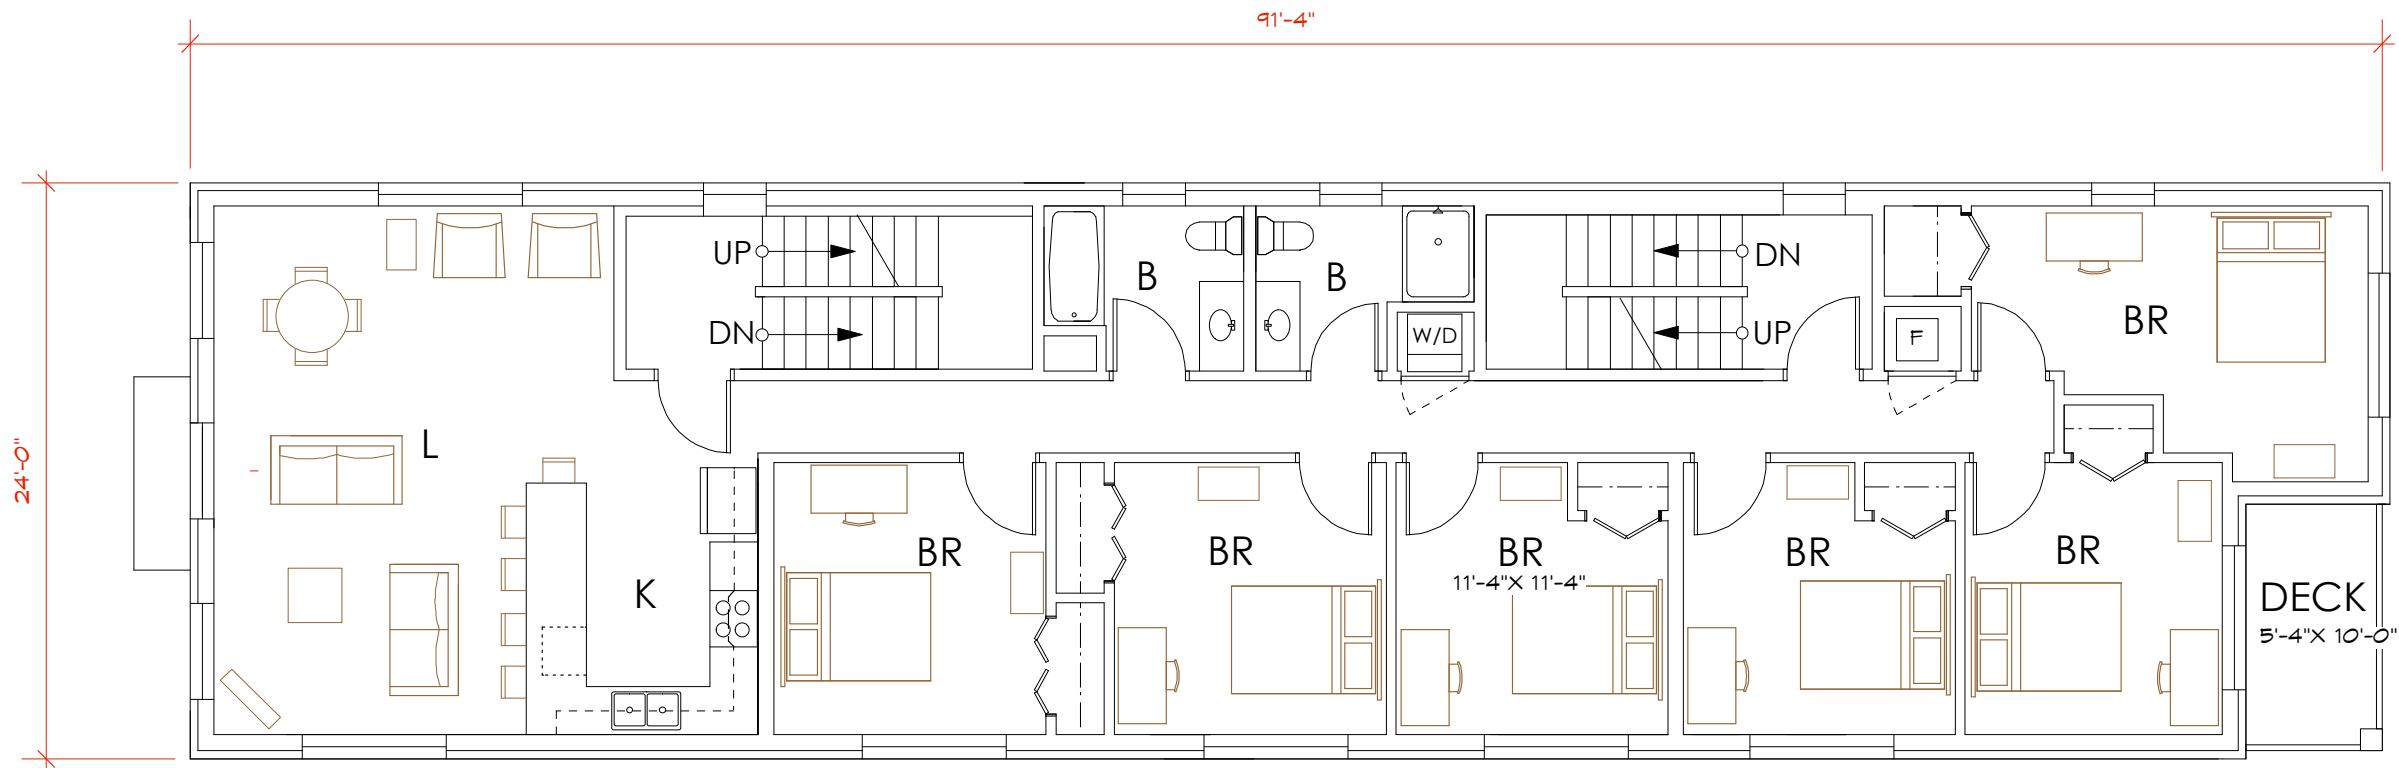 91'-4"
24'-0"
UP
DN
B
B
W/D
DN
UP
F
BR
L
K
BR
BR
BR
11'-4"X 11'-4"
BR
BR
DECK
5'-4"X 10'-0"